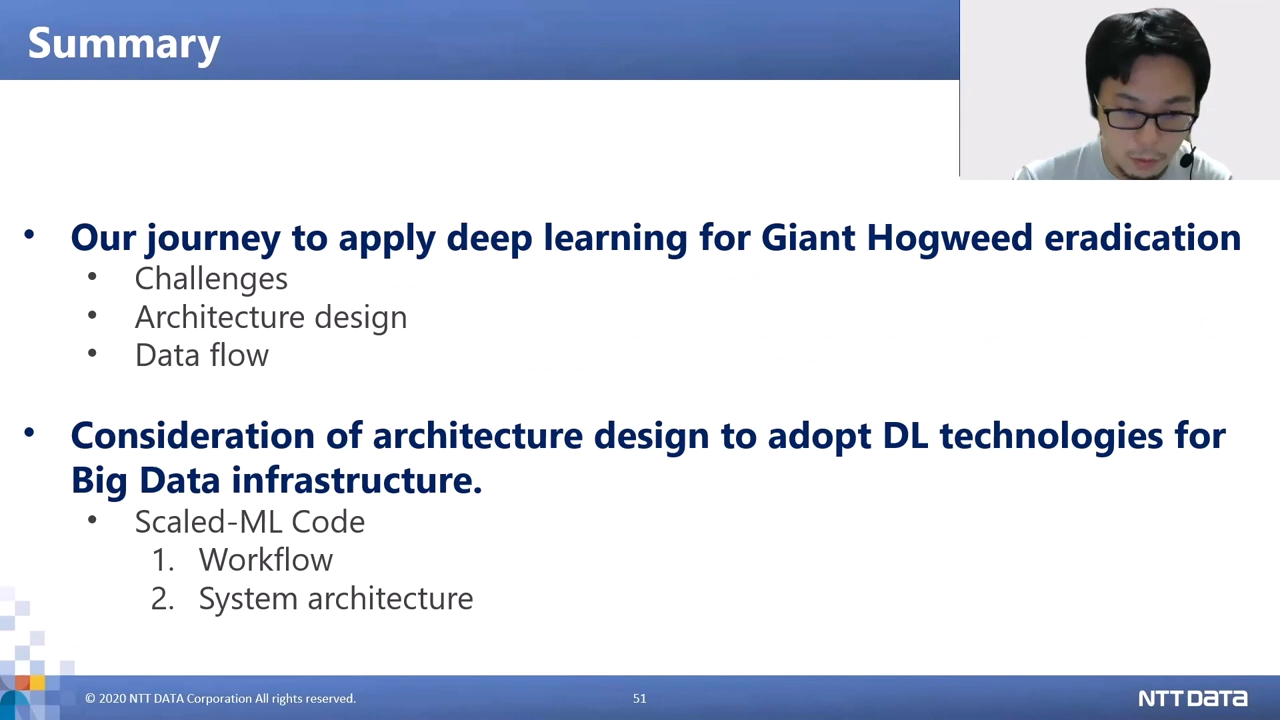 Summary
• Our journey to apply deep learning for Giant Hogweed eradication
• Challenges
• Architecture design
• Data flow
• Consideration of architecture design to adopt DL technologies for
Big Data infrastructure.
• Scaled-ML Code
1. Workflow
2. System architecture
© 2020 NTT DATA Corporation All rights reserved.
51
NTT DATA